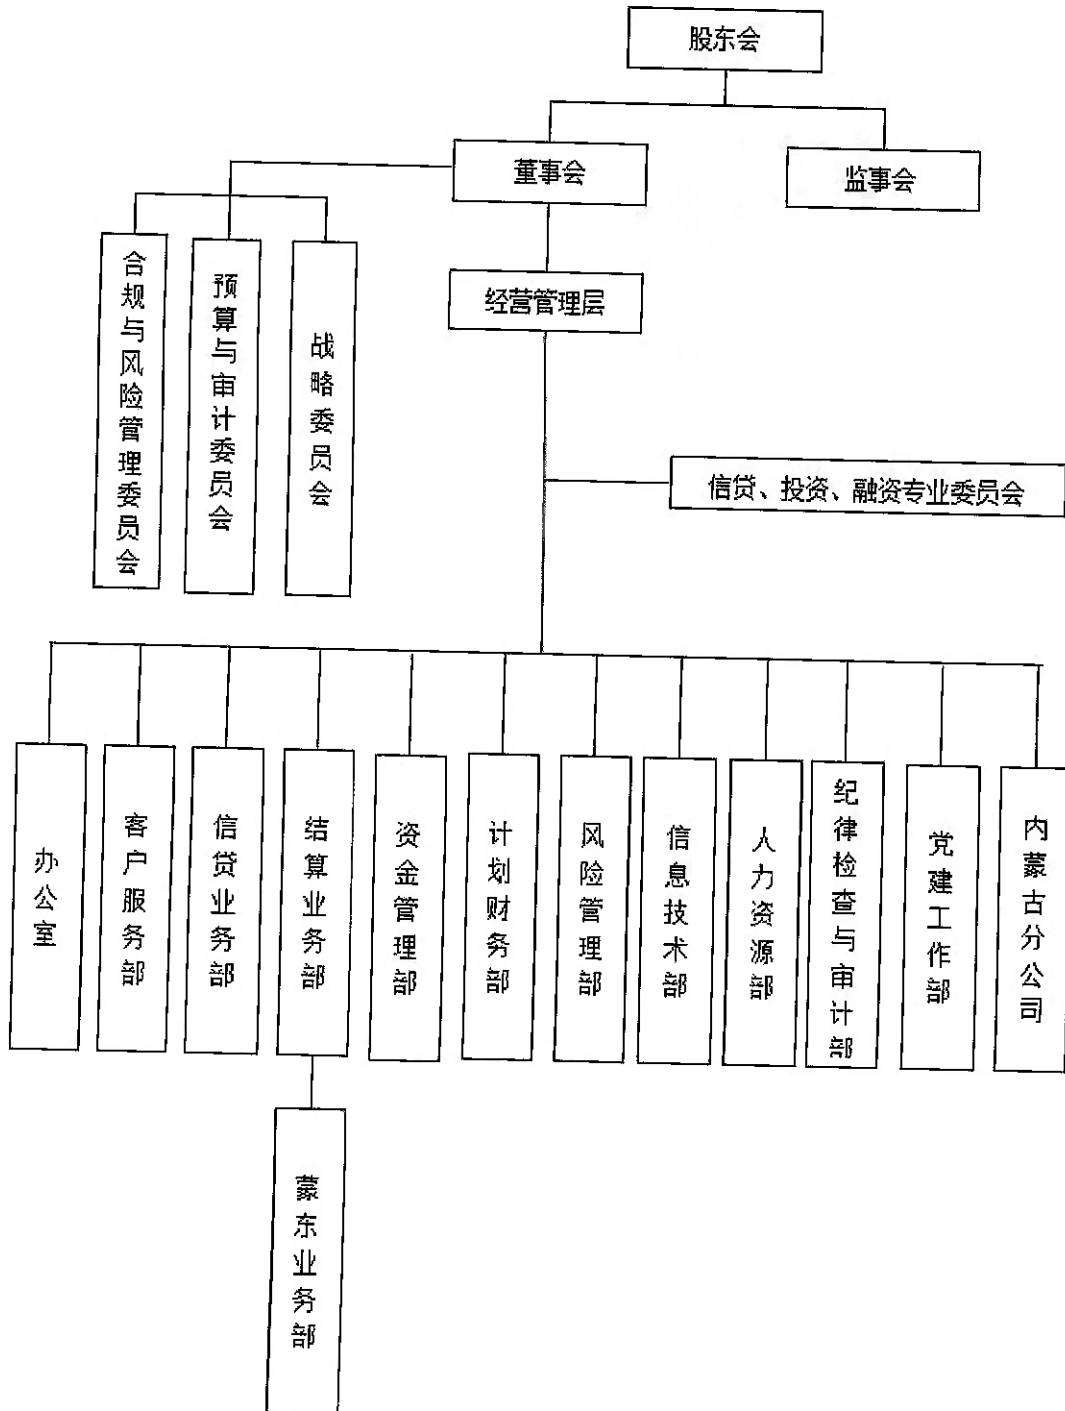 股东会
董事会
监事会
经营管理层
合规与风险管理委员会
预算与审计委员会
战略委员会
信贷、投资、融资专业委员会
办公室
客户服务部
信贷业务部
结算业务部
资金管理部
计划财务部
风险管理部
信息技术部
人力资源部
纪律检查与审计部
党建工作部
内蒙古分公司
蒙东业务部